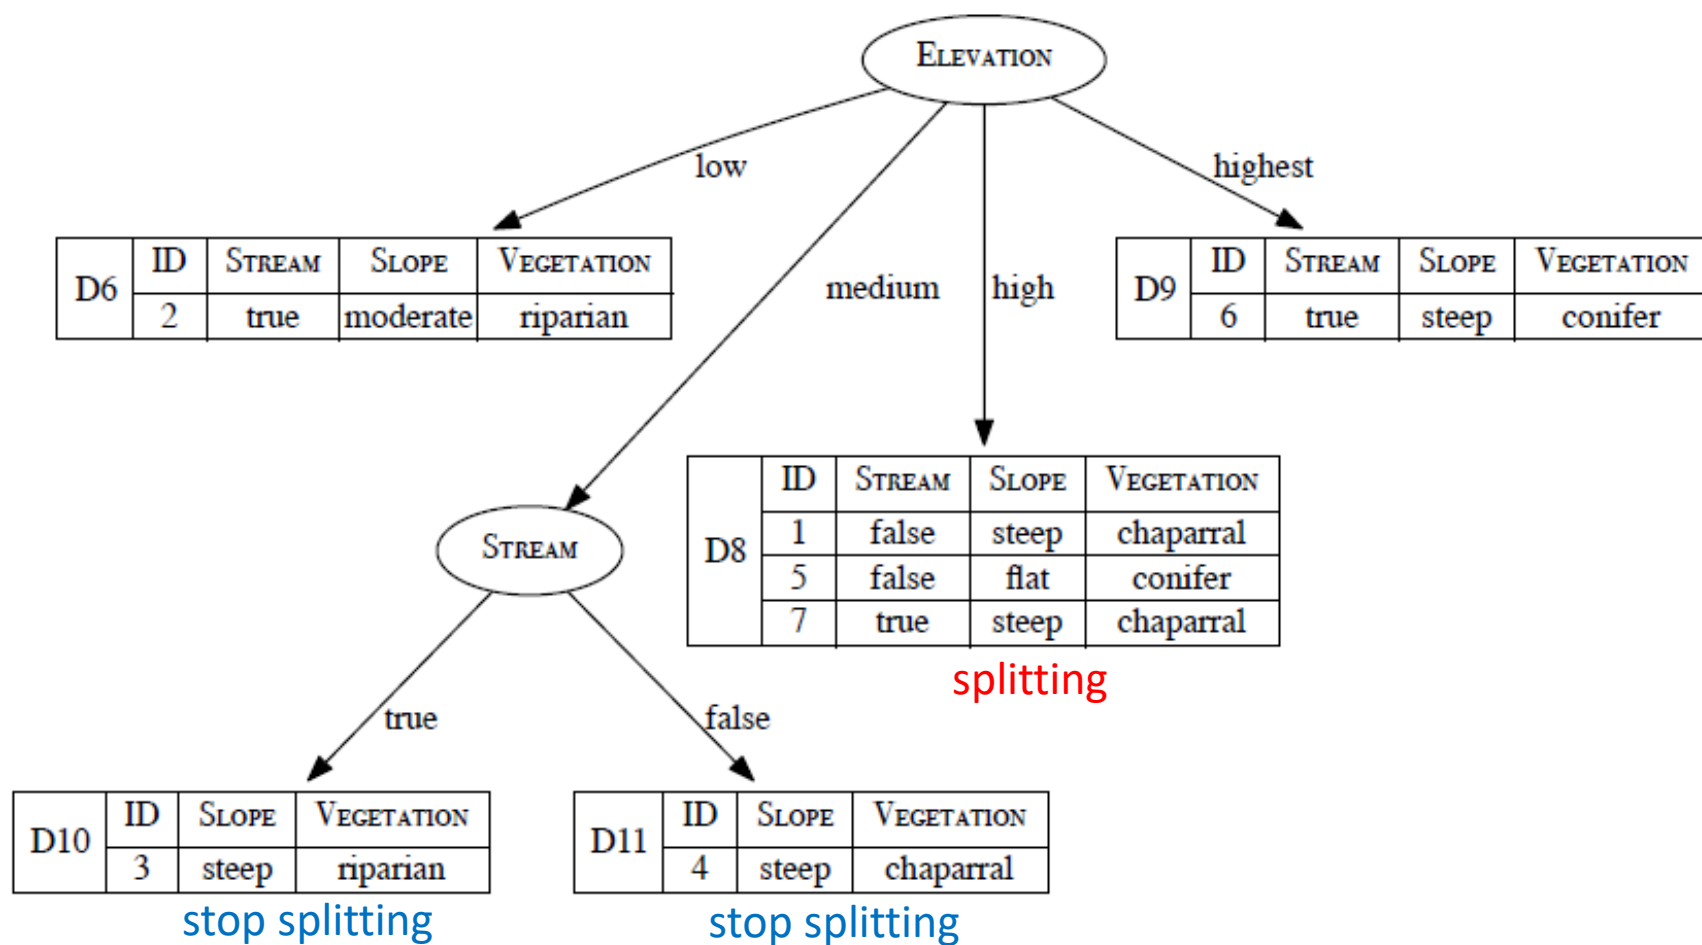 ELEVATION
low
highest
D6
ID STREAM SLOPE VEGETATION
2 true moderate riparian
medium
high
D9
ID STREAM SLOPE VEGETATION
6 true steep conifer
D8
ID STREAM SLOPE VEGETATION
1 false steep chaparral
5 false flat conifer
7 true steep chaparral
splitting
STREAM
true
false
D10
ID SLOPE VEGETATION
3 steep riparian
stop splitting
D11
ID SLOPE VEGETATION
4 steep chaparral
stop splitting